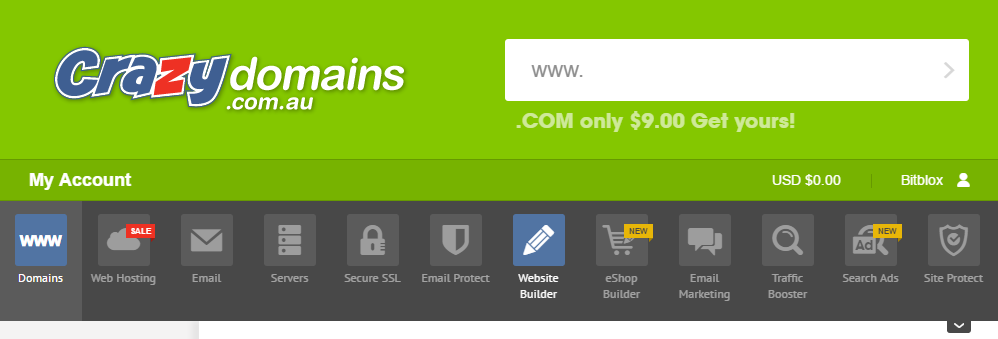 Crazy domains
.com.au
www.
.COM only $9.00 Get yours!
My Account
USD $0.00
Bitblox
www
SALE
NEW
NEW
Ad
Domains
Web Hosting
Email
Servers
Secure SSL
Email Protect
Website
Builder
eShop
Builder
Email
Marketing
Traffic
Booster
Search Ads
Site Protect